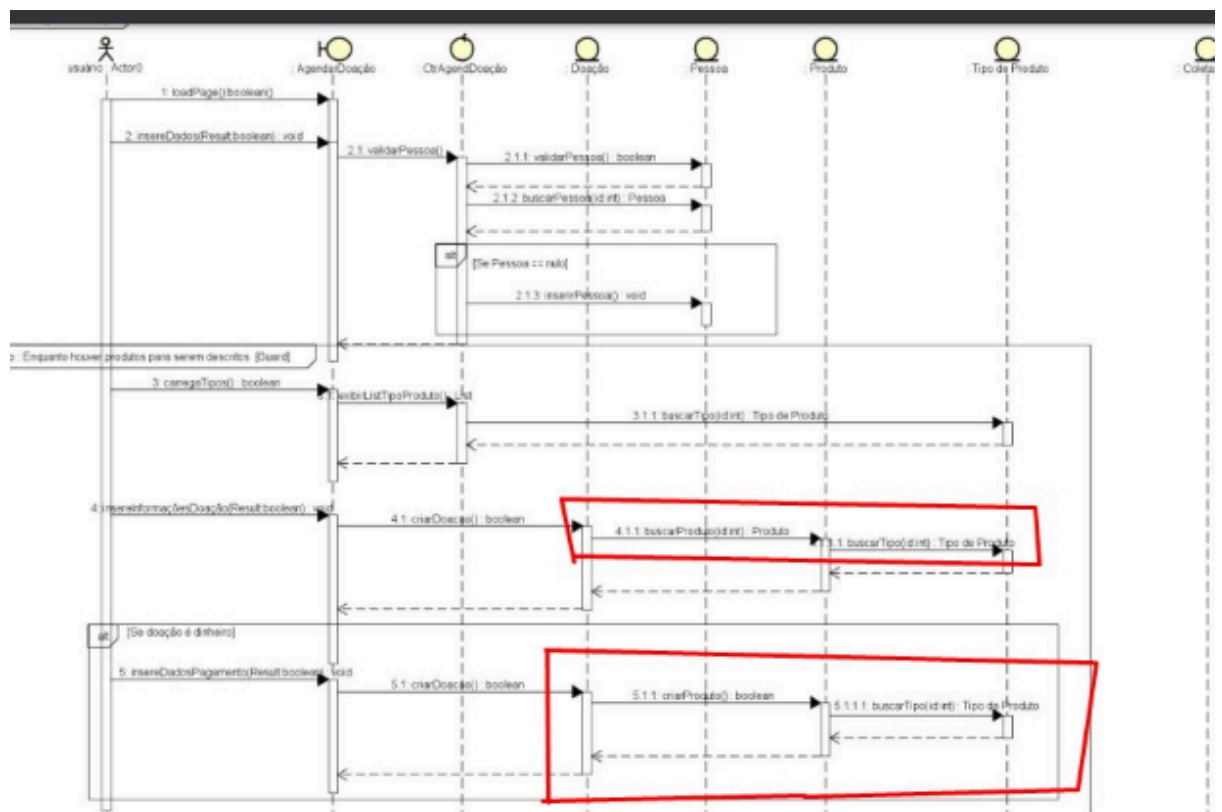 usuário : Actor0
: AgendarDoação
: CtrAgendDoação
: Doação
: Pessoa
: Produto
: Tipo de Produto
: Coleta
1: loadPage():boolean()
2: insereDados(Result:boolean) : void
2.1: validarPessoa()
2.1.1: validarPessoa() : boolean
2.1.2: buscarPessoa(id:int) : Pessoa
alt
[Se Pessoa == nulo]
2.1.3: inserirPessoa() : void
: Enquanto houver produtos para serem descritos [Guard]
3: carregaTipos() : boolean
exibirListTipoProduto() : List
3.1.1: buscarTipo(id:int) : Tipo de Produto
4: insereInformaçõesDoação(Result:boolean) : void
4.1: criarDoacao() : boolean
4.1.1: buscarProduto(id:int) : Produto
1.1: buscarTipo(id:int) : Tipo de Produto
alt
[Se doação é dinheiro]
5: insereDadosPagamento(Result:boolean) : void
5.1: criarDoacao() : boolean
5.1.1: criarProduto() : boolean
5.1.1.1: buscarTipo(id:int) : Tipo de Produto